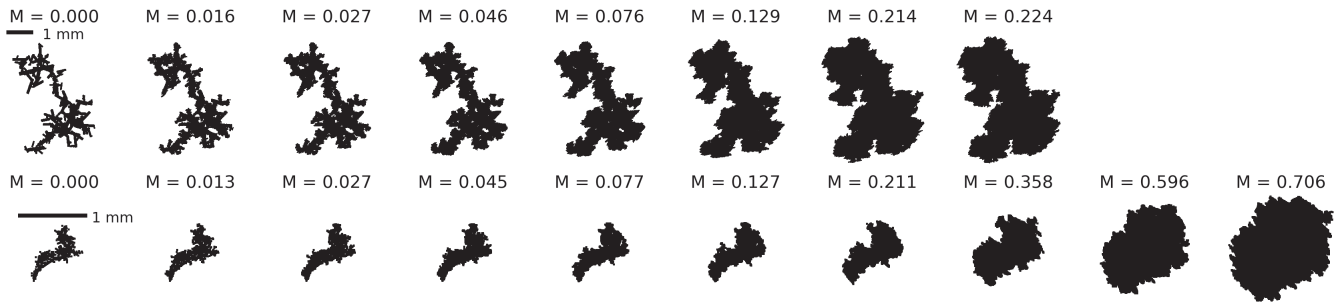 M = 0.000 M = 0.016 M = 0.027 M = 0.046 M = 0.076 M = 0.129 M = 0.214 M = 0.224
1 mm
M = 0.000 M = 0.013 M = 0.027 M = 0.045 M = 0.077 M = 0.127 M = 0.211 M = 0.358 M = 0.596 M = 0.706
1 mm